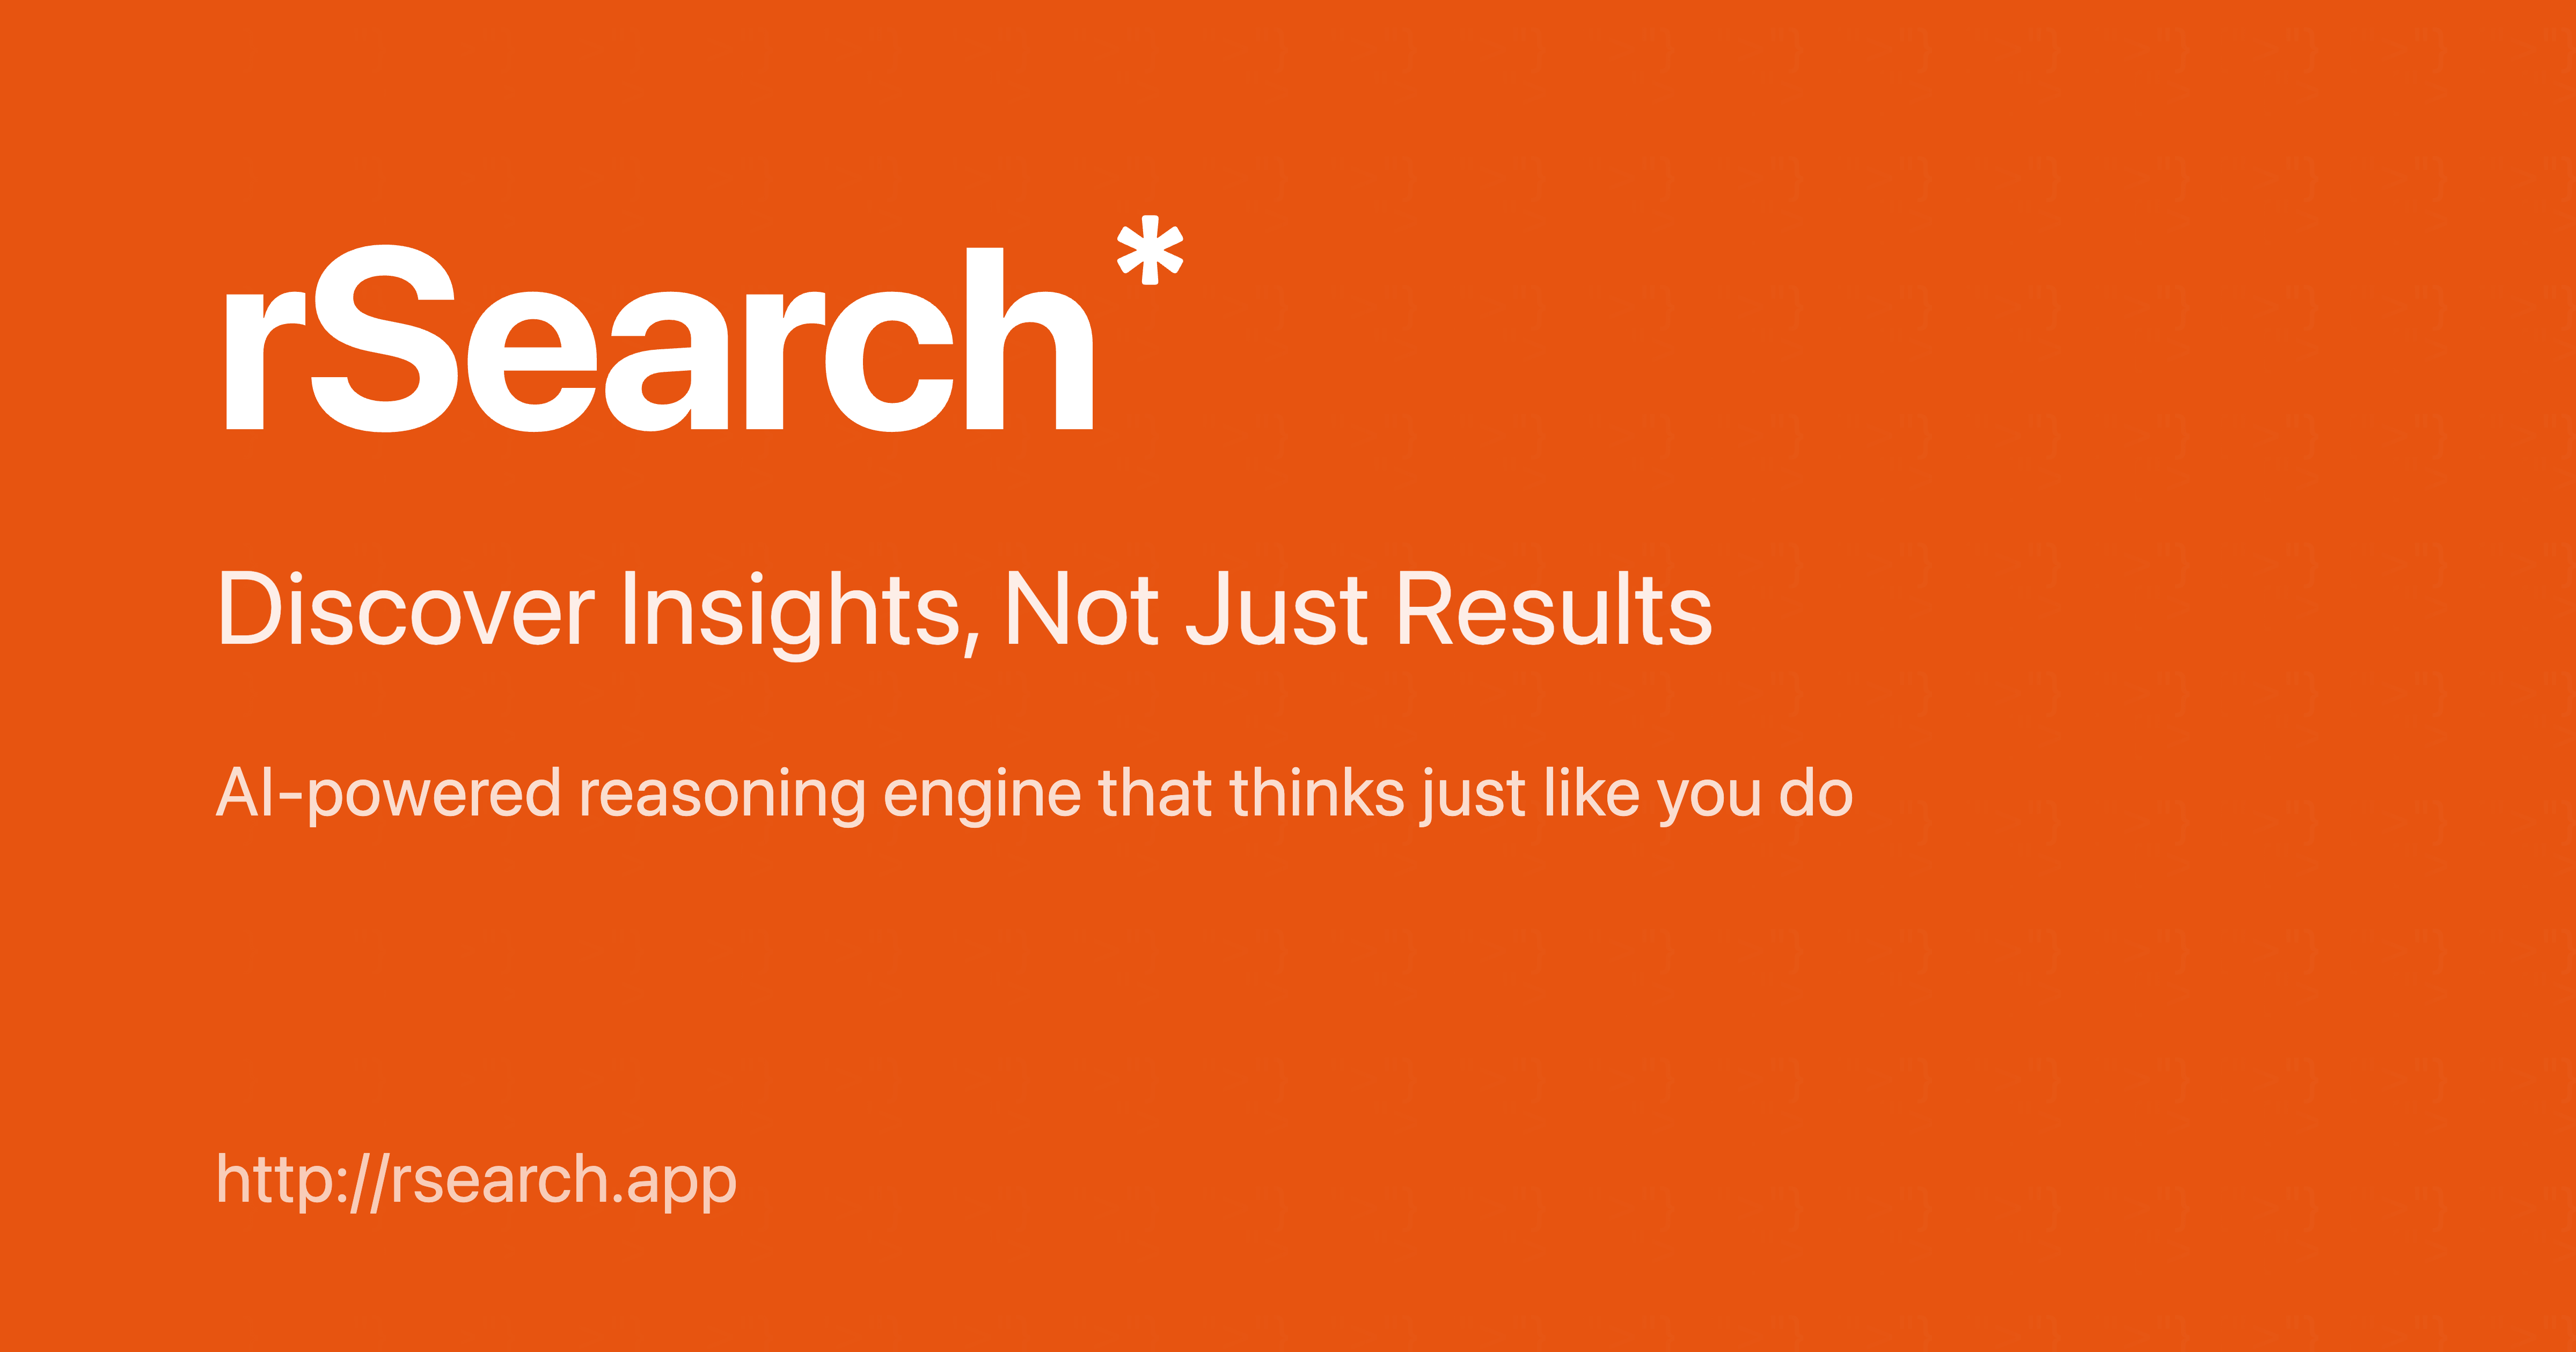 rSearch*
Discover Insights, Not Just Results
AI-powered reasoning engine that thinks just like you do
http://rsearch.app